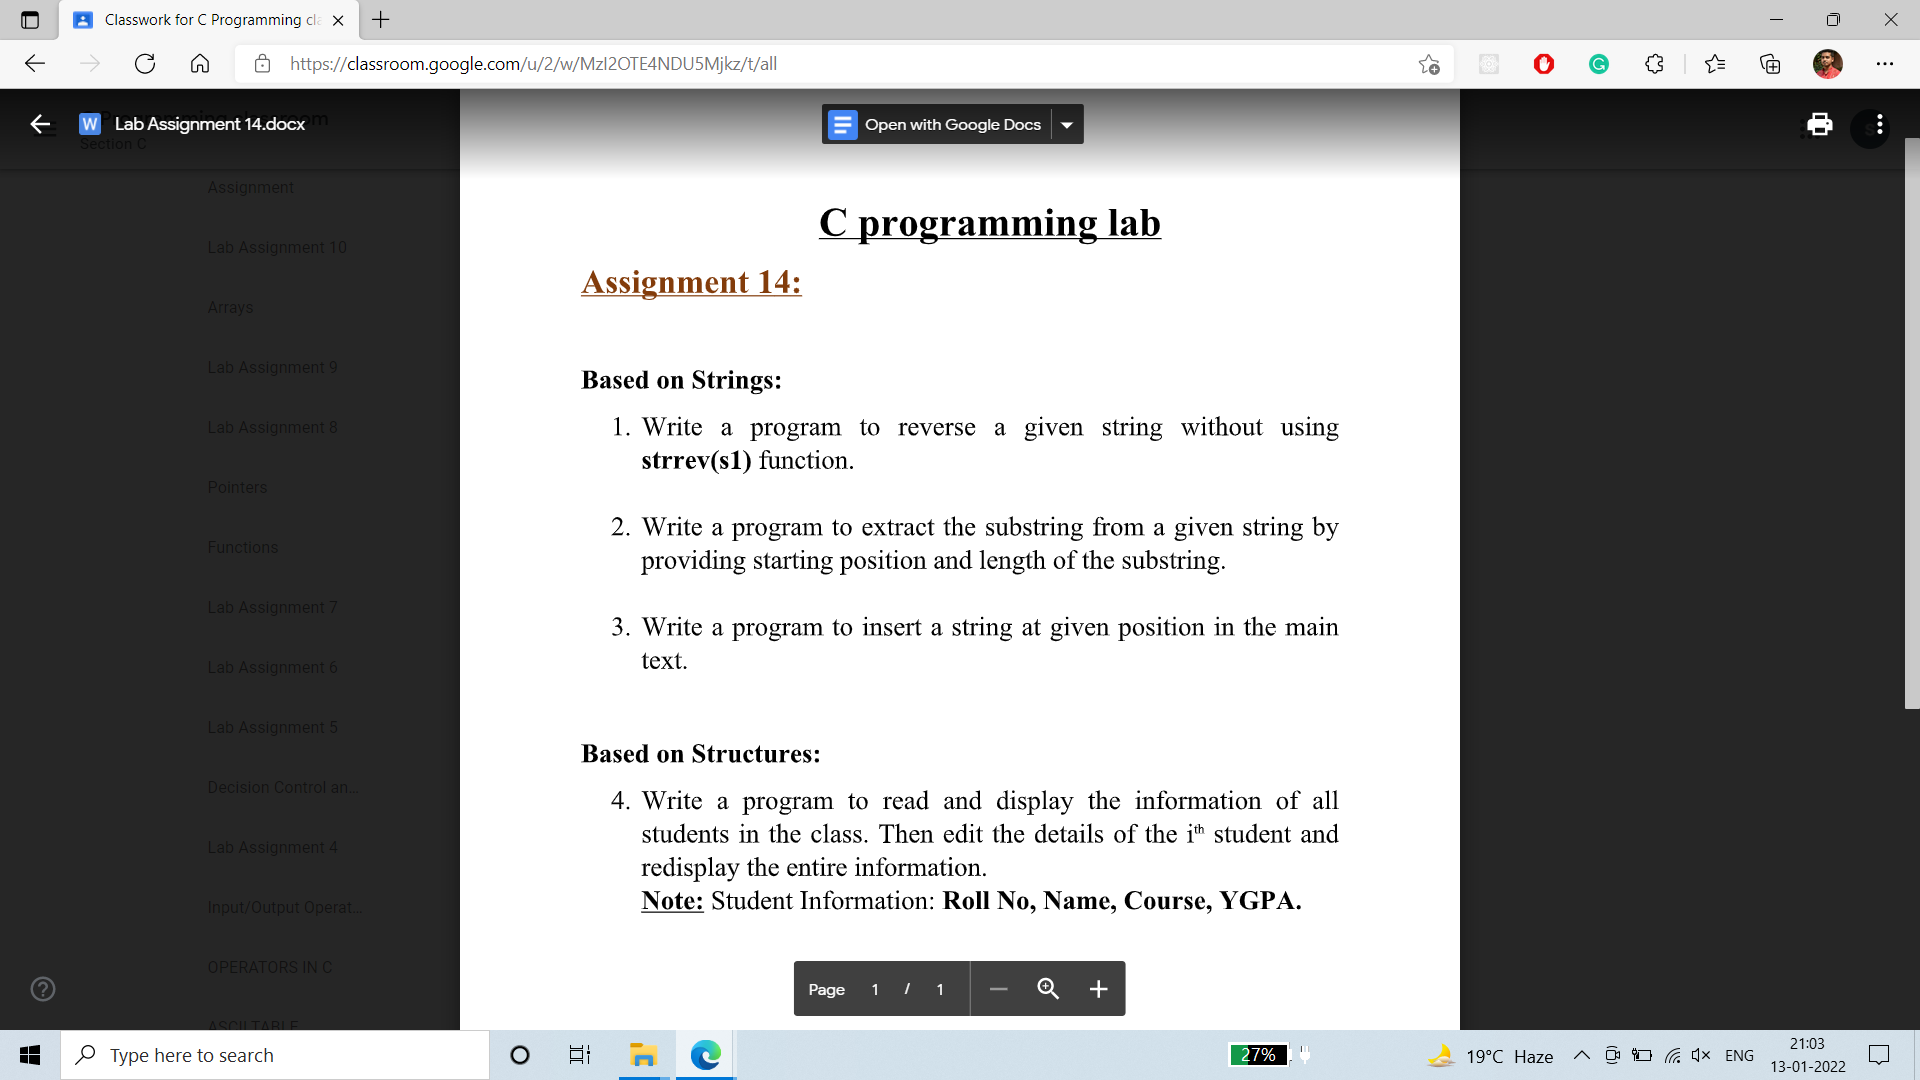 Classwork for C Programming cl
https://classroom.google.com/u/2/w/MzI2OTE4NDU5Mjkz/t/all
Lab Assignment 14.docx
Open with Google Docs
Section C
Assignment
Lab Assignment 10
Arrays
Lab Assignment 9
Lab Assignment 8
Pointers
Functions
Lab Assignment 7
Lab Assignment 6
Lab Assignment 5
Decision Control an...
Lab Assignment 4
Input/Output Operat...
OPERATORS IN C
ASCII TABLE
C programming lab
Assignment 14:
Based on Strings:
1. Write a program to reverse a given string without using
strrev(s1) function.
2. Write a program to extract the substring from a given string by
providing starting position and length of the substring.
3. Write a program to insert a string at given position in the main
text.
Based on Structures:
4. Write a program to read and display the information of all
students in the class. Then edit the details of the ith student and
redisplay the entire information.
Note: Student Information: Roll No, Name, Course, YGPA.
Page 1 / 1
Type here to search
27%
19°C Haze
ENG
21:03
13-01-2022